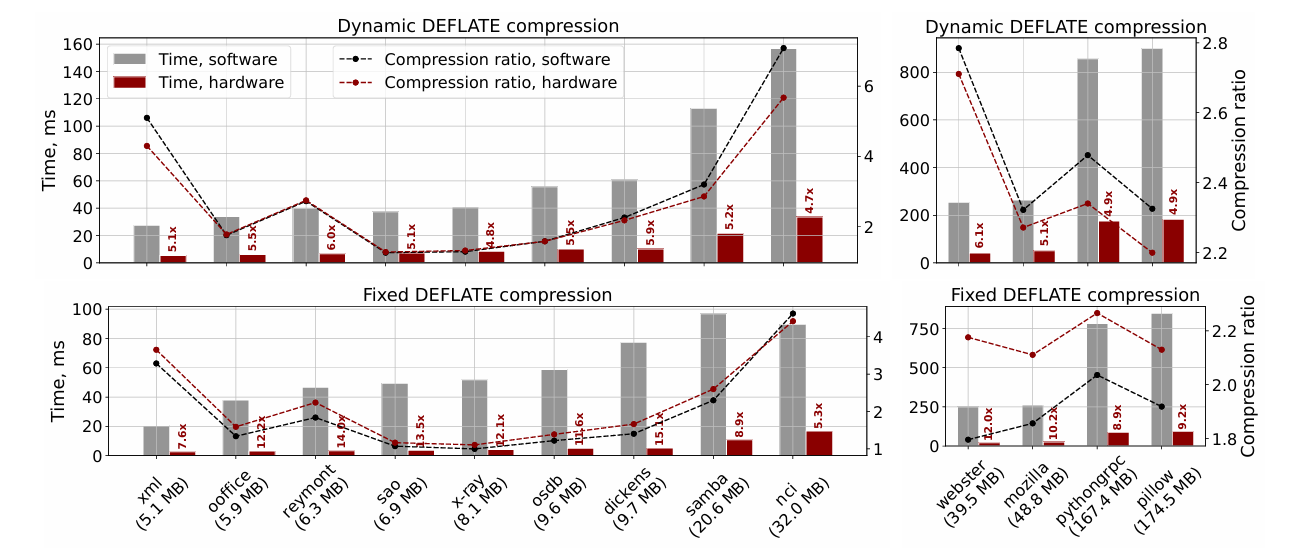 Dynamic DEFLATE compression
Time, software
Time, hardware
Compression ratio, software
Compression ratio, hardware
Time, ms
160
140
120
100
80
60
40
20
0
6
4
2
5.1x
5.5x
6.0x
5.1x
4.8x
5.5x
5.9x
5.2x
4.7x
Dynamic DEFLATE compression
800
600
400
200
0
2.8
2.6
2.4
2.2
Compression ratio
6.1x
5.1x
4.9x
4.9x
Fixed DEFLATE compression
Time, ms
100
80
60
40
20
0
4
3
2
1
7.6x
12.2x
14.0x
13.5x
12.1x
11.6x
15.1x
8.9x
5.3x
xml
(5.1 MB)
ooffice
(5.9 MB)
reymont
(6.3 MB)
sao
(6.9 MB)
x-ray
(8.1 MB)
osdb
(9.6 MB)
dickens
(9.7 MB)
samba
(20.6 MB)
nci
(32.0 MB)
Fixed DEFLATE compression
750
500
250
0
2.2
2.0
1.8
Compression ratio
12.0x
10.2x
8.9x
9.2x
webster
(39.5 MB)
mozilla
(48.8 MB)
pythongrpc
(167.4 MB)
pillow
(174.5 MB)